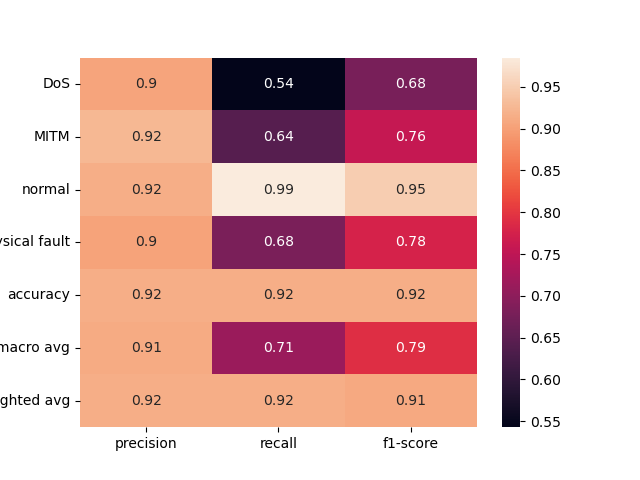 DoS 0.9 0.54 0.68
MITM 0.92 0.64 0.76
normal 0.92 0.99 0.95
ysical fault 0.9 0.68 0.78
accuracy 0.92 0.92 0.92
macro avg 0.91 0.71 0.79
ghted avg 0.92 0.92 0.91
precision recall f1-score
0.95
0.90
0.85
0.80
0.75
0.70
0.65
0.60
0.55